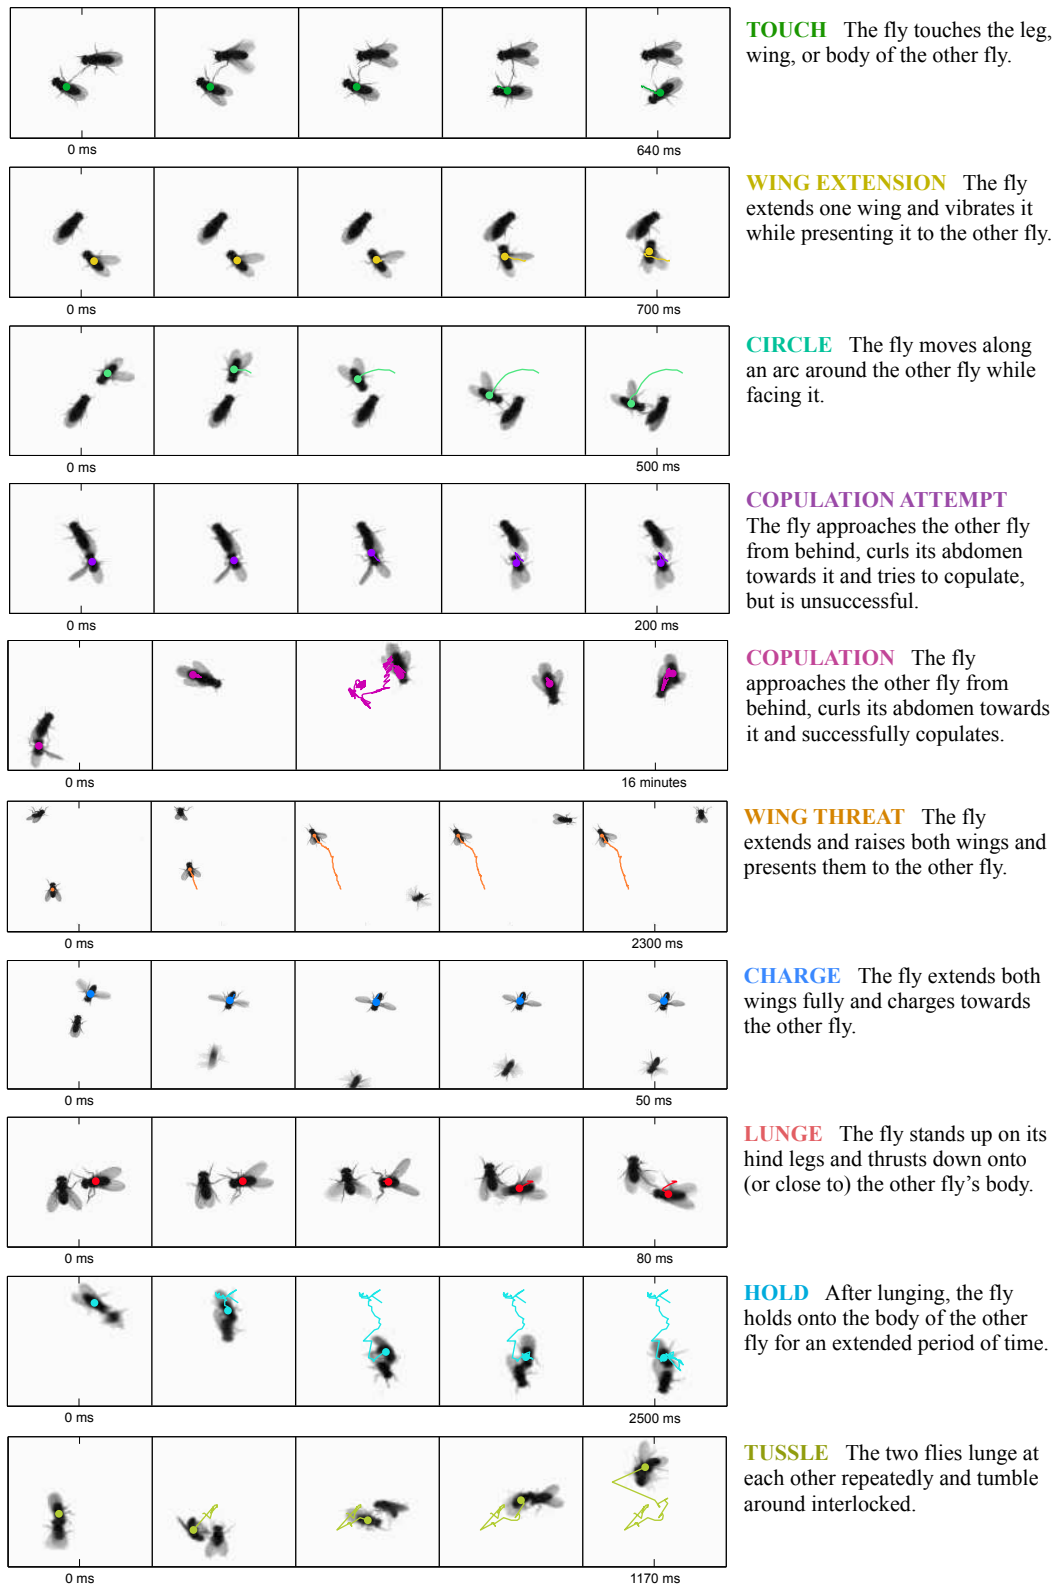 TOUCH The fly touches the leg,
wing, or body of the other fly.
0 ms 640 ms
WING EXTENSION The fly
extends one wing and vibrates it
while presenting it to the other fly.
0 ms 700 ms
CIRCLE The fly moves along
an arc around the other fly while
facing it.
0 ms 500 ms
COPULATION ATTEMPT
The fly approaches the other fly
from behind, curls its abdomen
towards it and tries to copulate,
but is unsuccessful.
0 ms 200 ms
COPULATION The fly
approaches the other fly from
behind, curls its abdomen towards
it and successfully copulates.
0 ms 16 minutes
WING THREAT The fly
extends and raises both wings and
presents them to the other fly.
0 ms 2300 ms
CHARGE The fly extends both
wings fully and charges towards
the other fly.
0 ms 50 ms
LUNGE The fly stands up on its
hind legs and thrusts down onto
(or close to) the other fly's body.
0 ms 80 ms
HOLD After lunging, the fly
holds onto the body of the other
fly for an extended period of time.
0 ms 2500 ms
TUSSLE The two flies lunge at
each other repeatedly and tumble
around interlocked.
0 ms 1170 ms